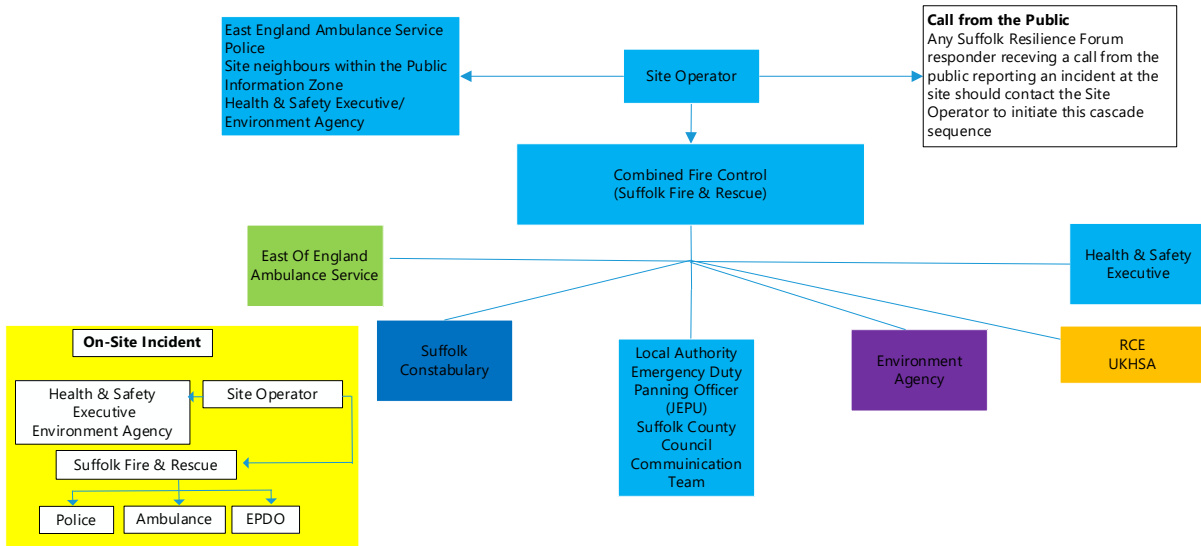 East England Ambulance Service
Police
Site neighbours within the Public
Information Zone
Health & Safety Executive/
Environment Agency
Site Operator
Call from the Public
Any Suffolk Resilience Forum
responder receving a call from the
public reporting an incident at the
site should contact the Site
Operator to initiate this cascade
sequence
Combined Fire Control
(Suffolk Fire & Rescue)
East Of England
Ambulance Service
Health & Safety
Executive
Suffolk
Constabulary
Local Authority
Emergency Duty
Panning Officer
(JEPU)
Suffolk County
Council
Commuinication
Team
Environment
Agency
RCE
UKHSA
On-Site Incident
Health & Safety
Executive
Environment Agency
Site Operator
Suffolk Fire & Rescue
Police
Ambulance
EPDO